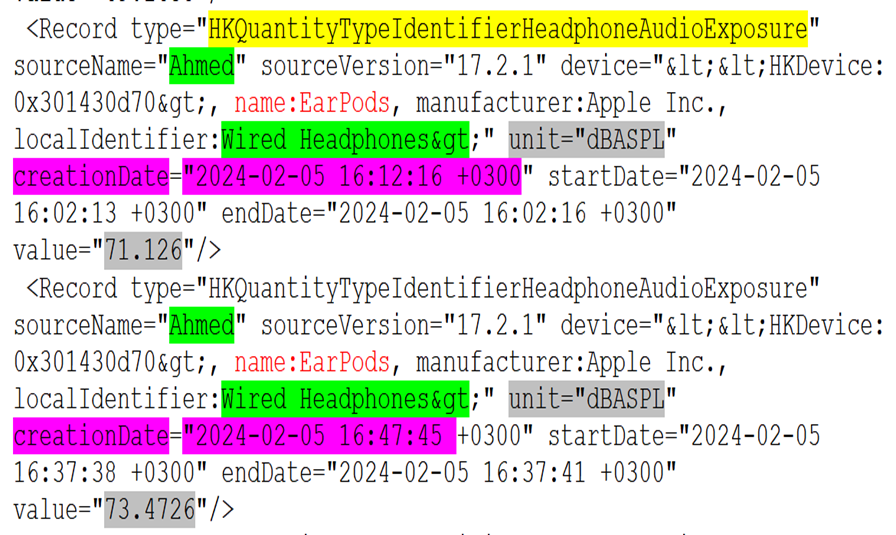 <Record type="HKQuantityTypeIdentifierHeadphoneAudioExposure"
sourceName="Ahmed" sourceVersion="17.2.1" device="&lt;&lt;HKDevice:
0x301430d70&gt;, name:EarPods, manufacturer:Apple Inc.,
localIdentifier:Wired Headphones&gt;" unit="dBASPL"
creationDate="2024-02-05 16:12:16 +0300" startDate="2024-02-05
16:02:13 +0300" endDate="2024-02-05 16:02:16 +0300"
value="71.126"/>
<Record type="HKQuantityTypeIdentifierHeadphoneAudioExposure"
sourceName="Ahmed" sourceVersion="17.2.1" device="&lt;&lt;HKDevice:
0x301430d70&gt;, name:EarPods, manufacturer:Apple Inc.,
localIdentifier:Wired Headphones&gt;" unit="dBASPL"
creationDate="2024-02-05 16:47:45 +0300" startDate="2024-02-05
16:37:38 +0300" endDate="2024-02-05 16:37:41 +0300"
value="73.4726"/>